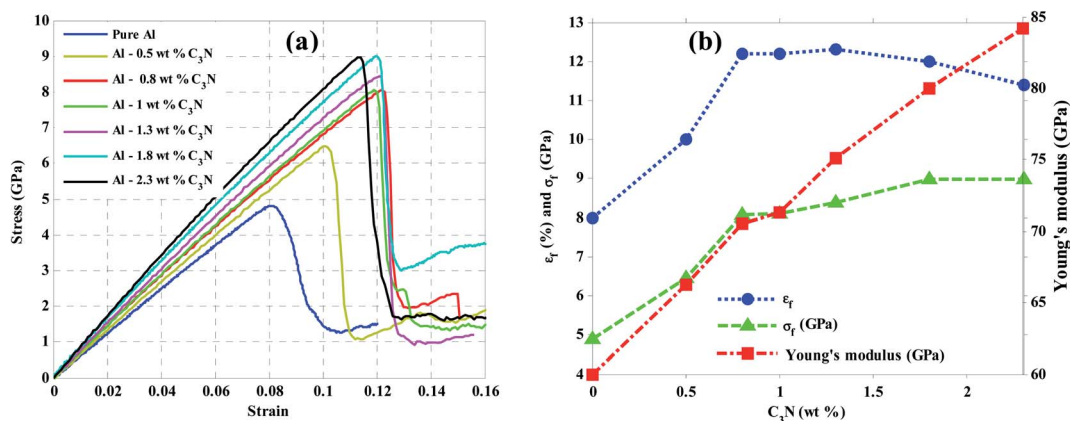 (a)
Pure Al
Al - 0.5 wt % C₃N
Al - 0.8 wt% C₃N
Al - 1 wt % C₃N
Al - 1.3 wt % C₃N
Al - 1.8 wt % C₃N
Al - 2.3 wt % C₃N
Stress (GPa)
10
9
8
7
6
5
4
3
2
1
0
0 0.02 0.04 0.06 0.08 0.1 0.12 0.14 0.16
Strain
(b)
εf (%) and σf (GPa)
13
12
11
10
9
8
7
6
5
4
εf
σf (GPa)
Young's modulus (GPa)
0 0.5 1 1.5 2
C₃N (wt %)
85
80
75
70
65
60
Young's modulus (GPa)